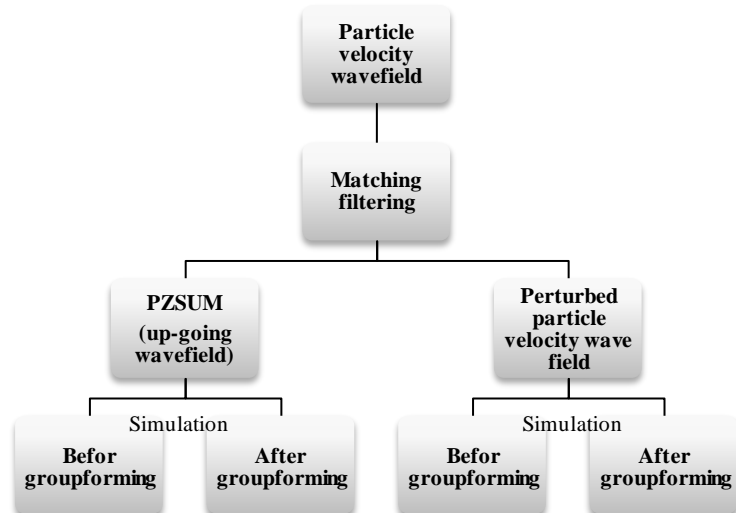 Particle
velocity
wavefield
Matching
filtering
PZSUM
(up-going
wavefield)
Perturbed
particle
velocity wave
field
Simulation
Simulation
Befor
groupforming
After
groupforming
Befor
groupforming
After
groupforming